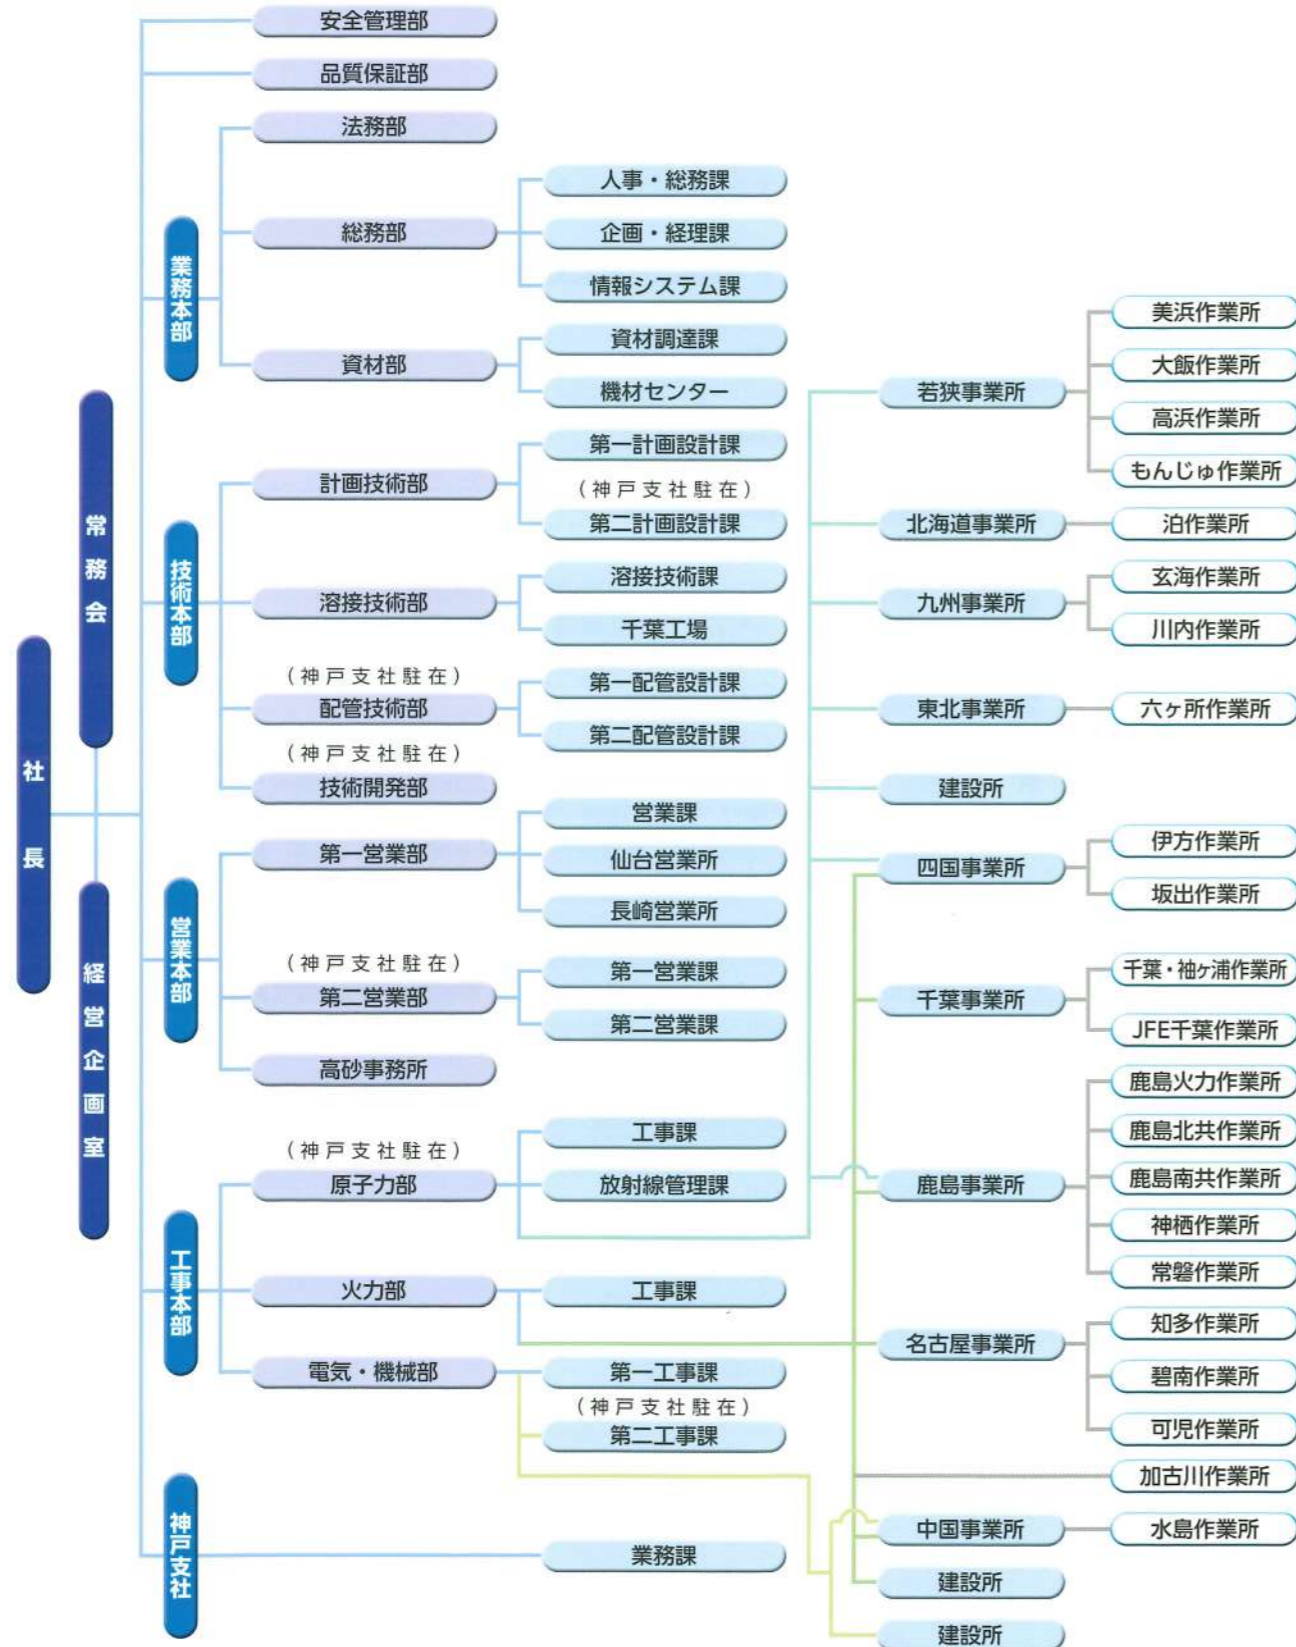 社長
常務会
経営企画室
安全管理部
品質保証部
業務本部
法務部
総務部
人事・総務課
企画・経理課
情報システム課
資材部
資材調達課
機材センター
技術本部
計画技術部
第一計画設計課
（神戸支社駐在）
第二計画設計課
溶接技術部
溶接技術課
千葉工場
（神戸支社駐在）
配管技術部
第一配管設計課
第二配管設計課
（神戸支社駐在）
技術開発部
営業本部
第一営業部
営業課
仙台営業所
長崎営業所
（神戸支社駐在）
第二営業部
第一営業課
第二営業課
高砂事務所
工事本部
（神戸支社駐在）
原子力部
工事課
放射線管理課
火力部
工事課
電気・機械部
第一工事課
（神戸支社駐在）
第二工事課
神戸支社
業務課
若狭事業所
美浜作業所
大飯作業所
高浜作業所
もんじゅ作業所
北海道事業所
泊作業所
九州事業所
玄海作業所
川内作業所
東北事業所
六ヶ所作業所
建設所
四国事業所
伊方作業所
坂出作業所
千葉事業所
千葉・袖ヶ浦作業所
JFE千葉作業所
鹿島事業所
鹿島火力作業所
鹿島北共作業所
鹿島南共作業所
神栖作業所
常磐作業所
名古屋事業所
知多作業所
碧南作業所
可児作業所
加古川作業所
中国事業所
水島作業所
建設所
建設所